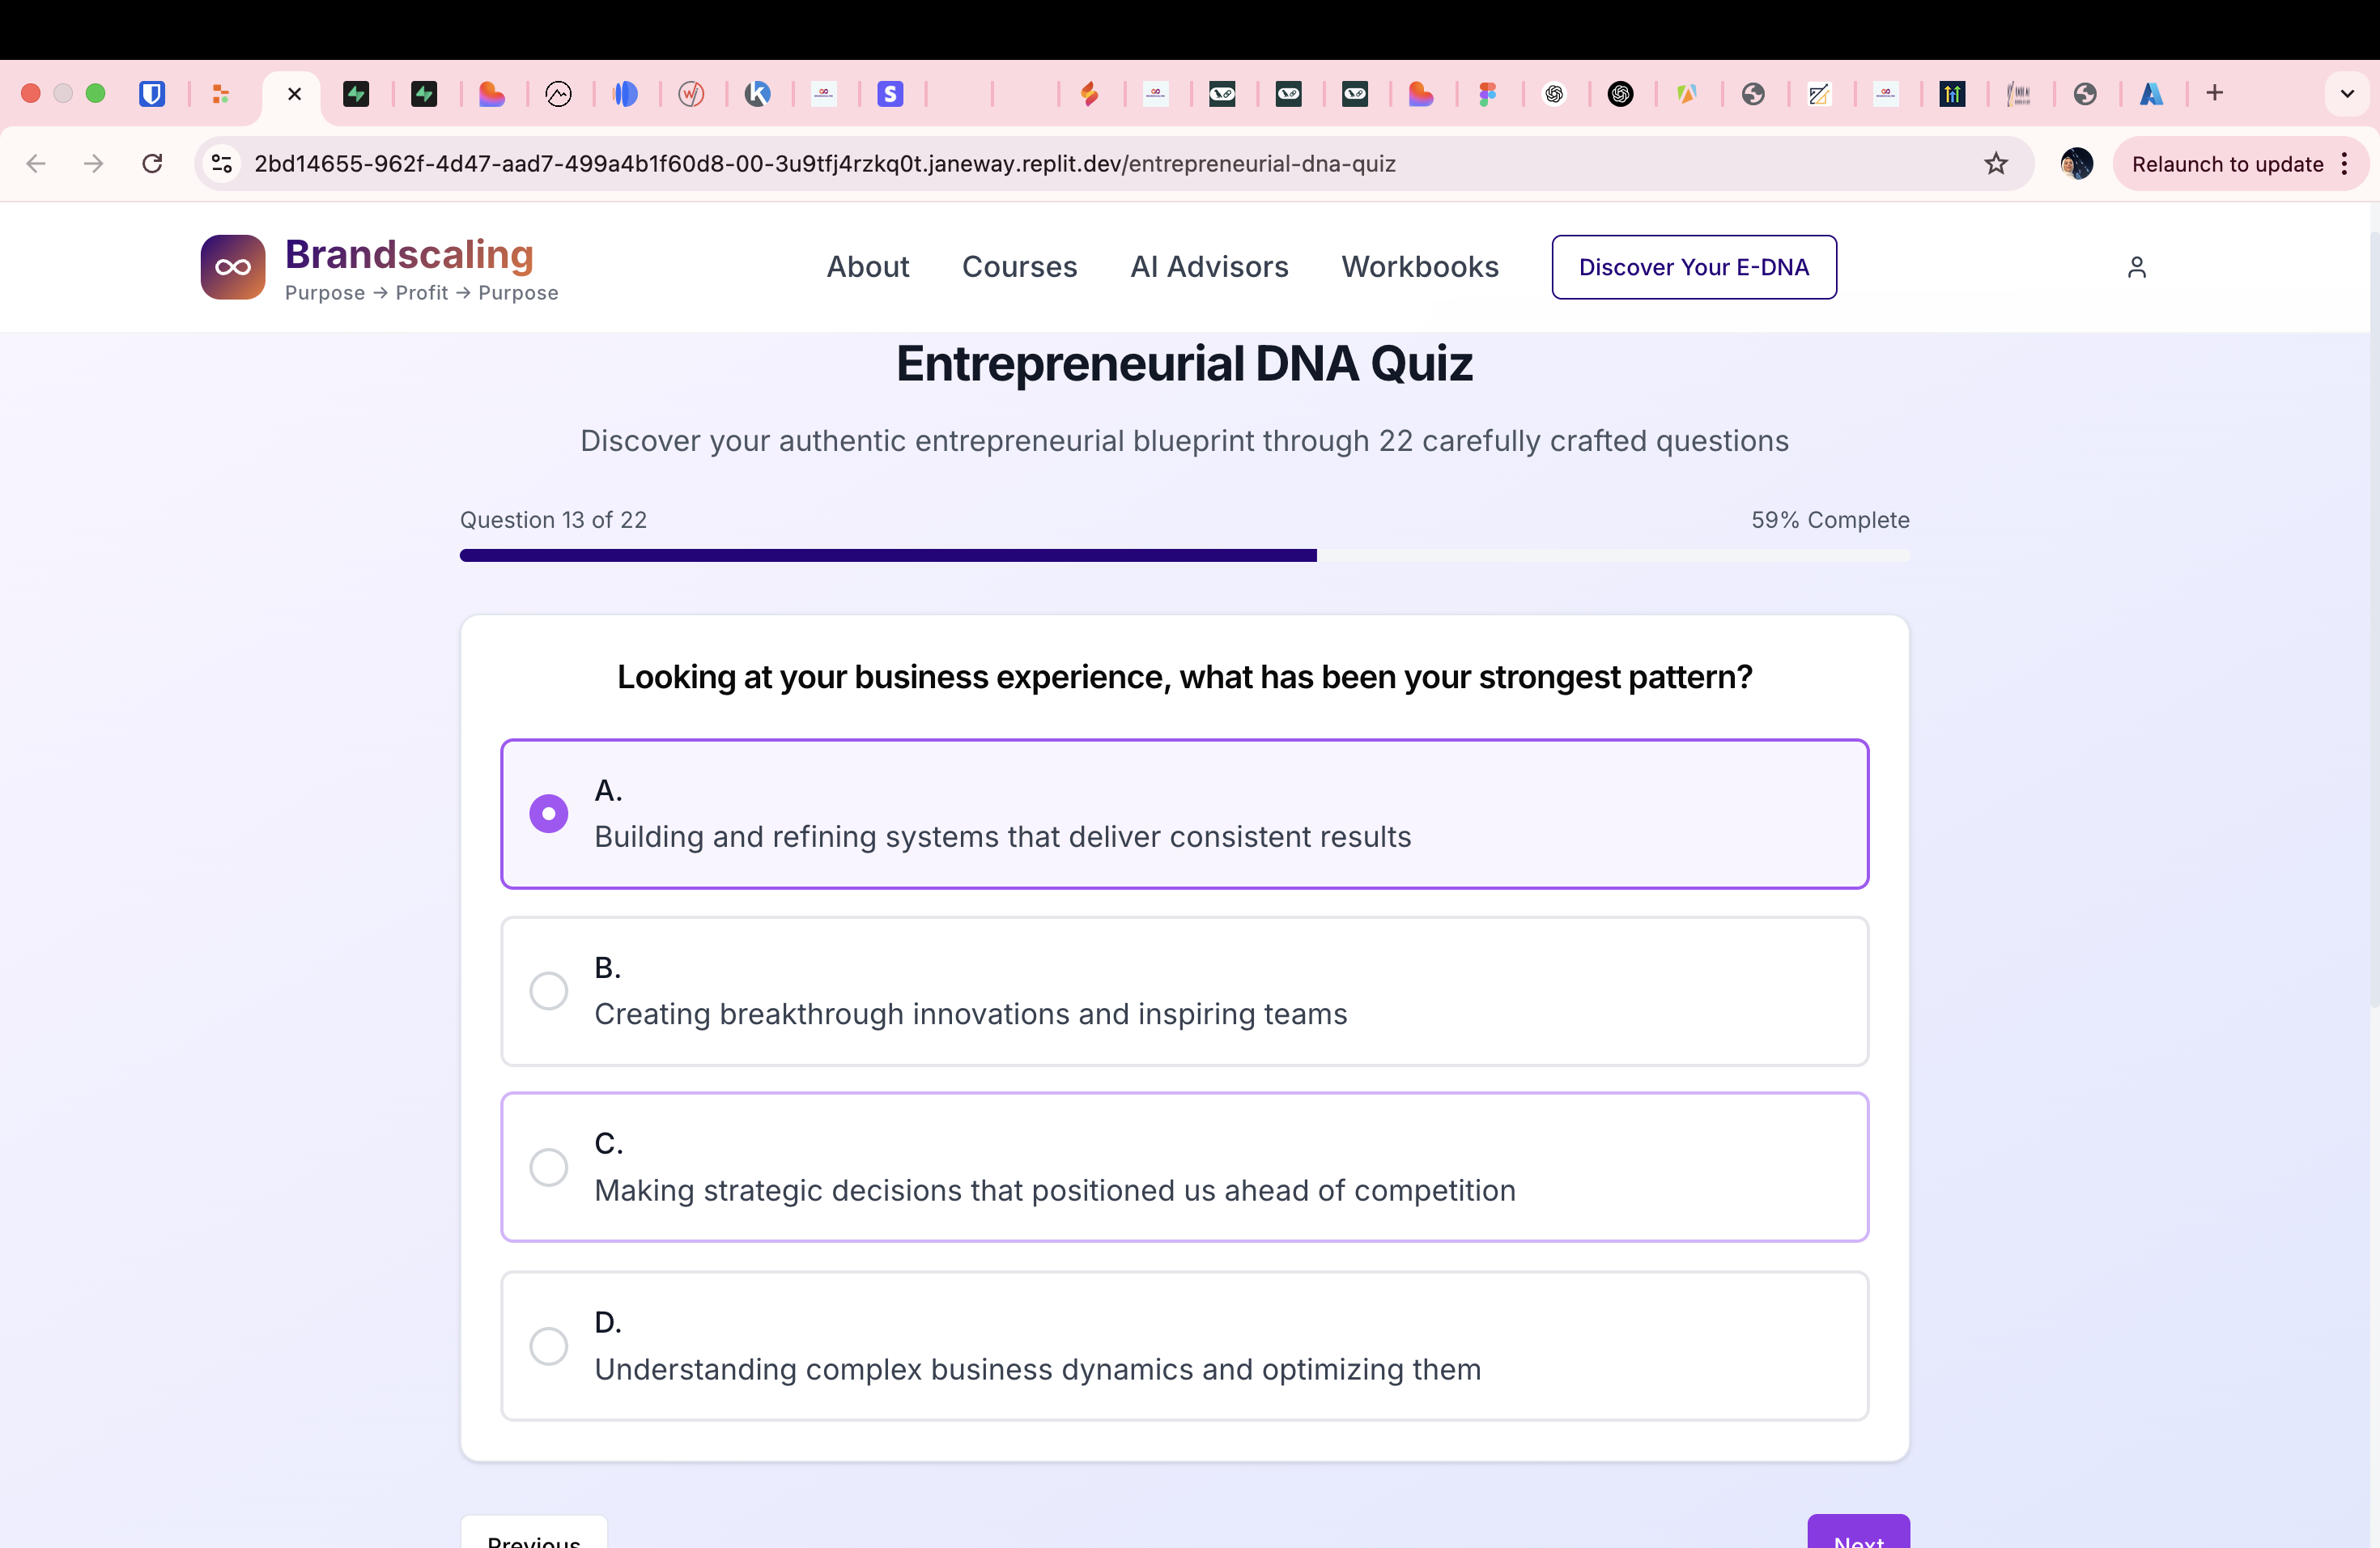 2bd14655-962f-4d47-aad7-499a4b1f60d8-00-3u9tfj4rzkq0t.janeway.replit.dev/entrepreneurial-dna-quiz
Relaunch to update
Brandscaling
Purpose → Profit → Purpose
About
Courses
AI Advisors
Workbooks
Discover Your E-DNA
Entrepreneurial DNA Quiz
Discover your authentic entrepreneurial blueprint through 22 carefully crafted questions
Question 13 of 22
59% Complete
Looking at your business experience, what has been your strongest pattern?
A.
Building and refining systems that deliver consistent results
B.
Creating breakthrough innovations and inspiring teams
C.
Making strategic decisions that positioned us ahead of competition
D.
Understanding complex business dynamics and optimizing them
Previous
Next